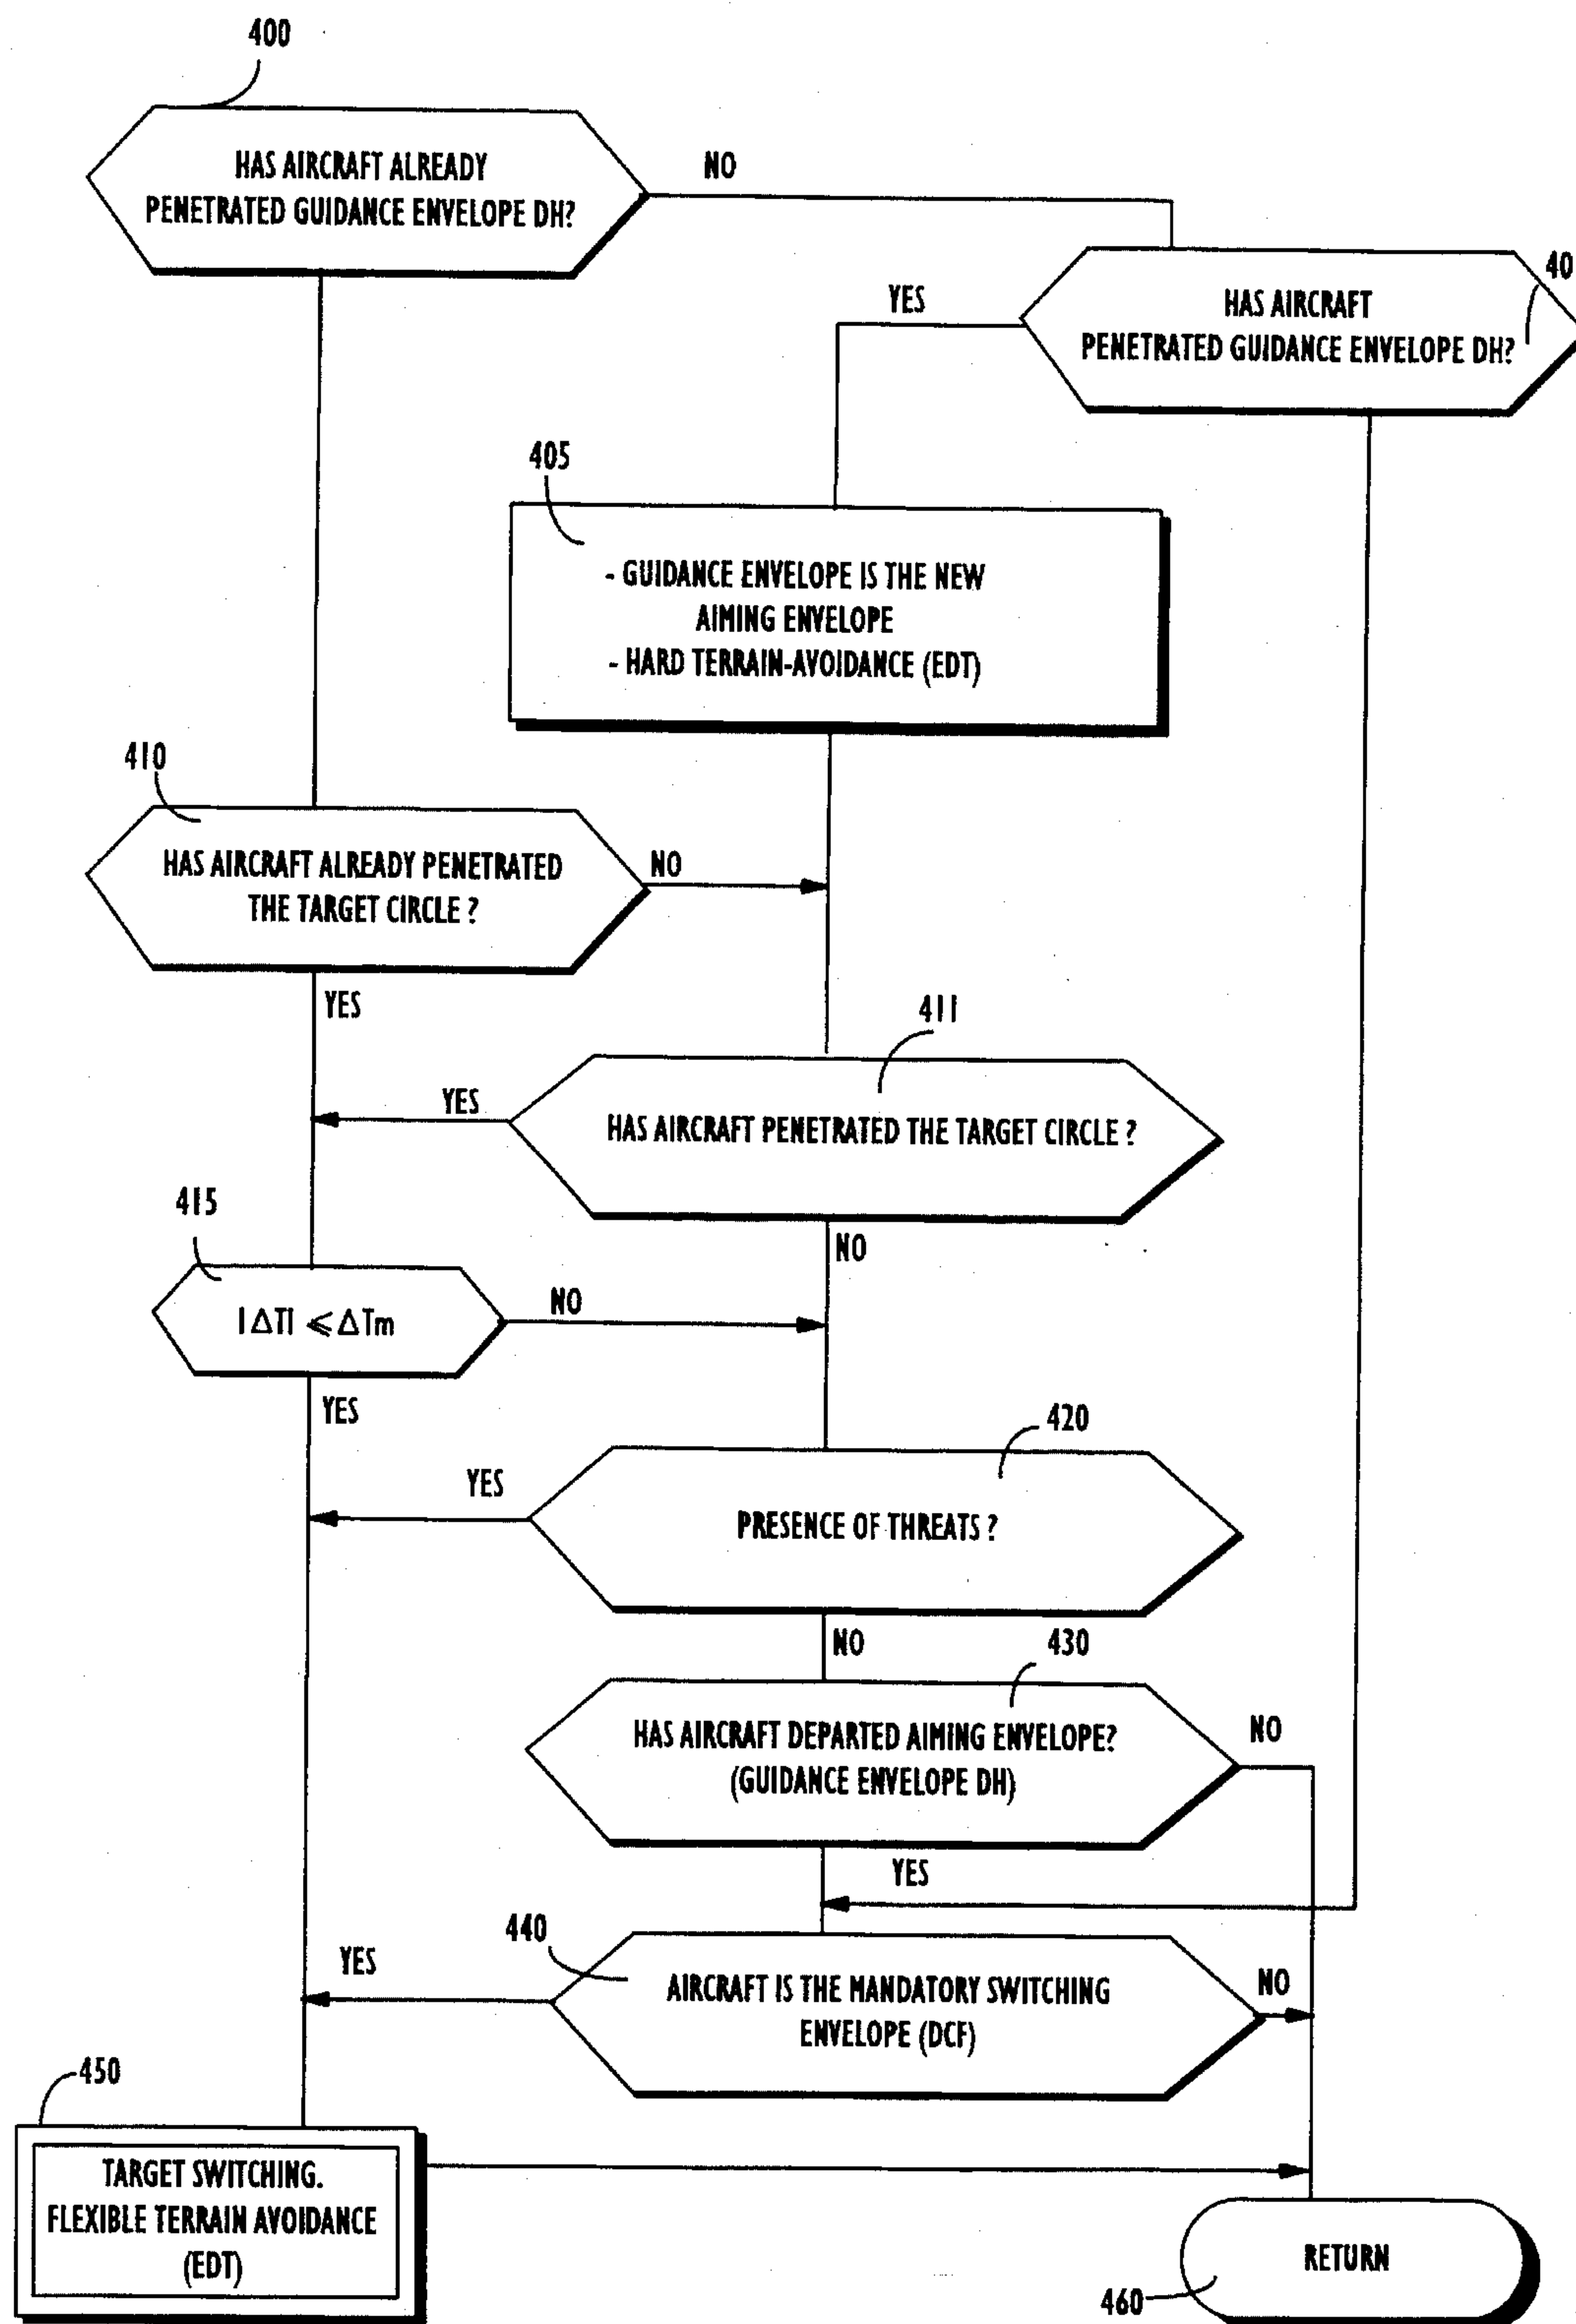 400
HAS AIRCRAFT ALREADY
PENETRATED GUIDANCE ENVELOPE DH?
NO
40
HAS AIRCRAFT
PENETRATED GUIDANCE ENVELOPE DH?
YES
405
- GUIDANCE ENVELOPE IS THE NEW
AIMING ENVELOPE
- HARD TERRAIN-AVOIDANCE (EDT)
410
HAS AIRCRAFT ALREADY PENETRATED
THE TARGET CIRCLE ?
NO
YES
411
HAS AIRCRAFT PENETRATED THE TARGET CIRCLE ?
YES
NO
415
|ΔT| ⩽ ΔTm
NO
YES
420
PRESENCE OF THREATS ?
YES
NO
430
HAS AIRCRAFT DEPARTED AIMING ENVELOPE?
(GUIDANCE ENVELOPE DH)
NO
YES
440
AIRCRAFT IS THE MANDATORY SWITCHING
ENVELOPE (DCF)
YES
NO
450
TARGET SWITCHING.
FLEXIBLE TERRAIN AVOIDANCE
(EDT)
RETURN
460